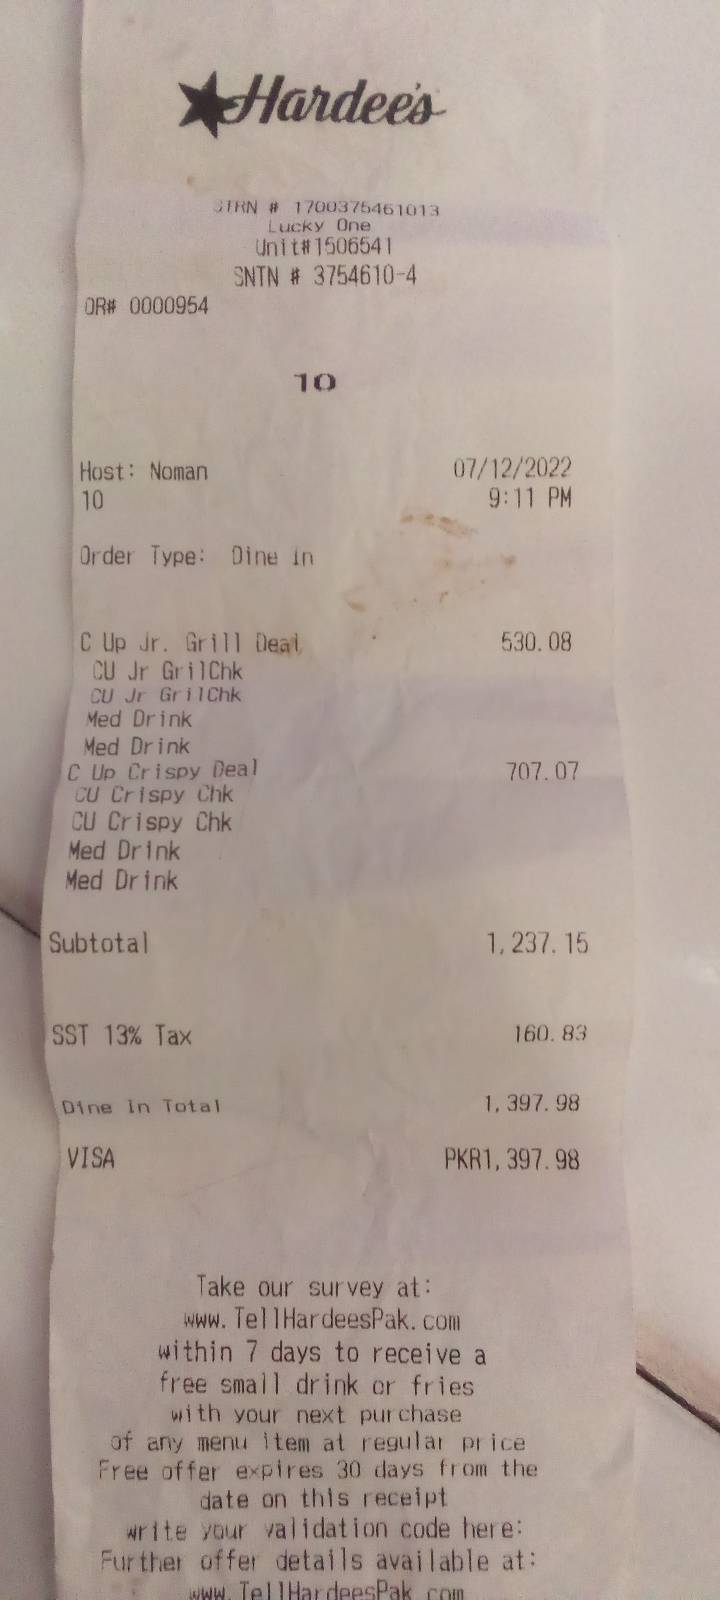 Hardee's
STRN # 1700375461013
Lucky One
Unit#1506541
SNTN # 3754610-4
OR# 0000954
10
Host: Noman 07/12/2022
10 9:11 PM
Order Type: Dine in
C Up Jr. Grill Deal 530.08
CU Jr GrilChk
CU Jr GrilChk
Med Drink
Med Drink
C Up Crispy Deal 707.07
CU Crispy Chk
CU Crispy Chk
Med Drink
Med Drink
Subtotal 1,237.15
SST 13% Tax 160.83
Dine in Total 1,397.98
VISA PKR1,397.98
Take our survey at:
www.TellHardeesPak.com
within 7 days to receive a
free small drink or fries
with your next purchase
of any menu item at regular price
Free offer expires 30 days from the
date on this receipt
write your validation code here:
Further offer details available at:
www.TellHardeesPak.com